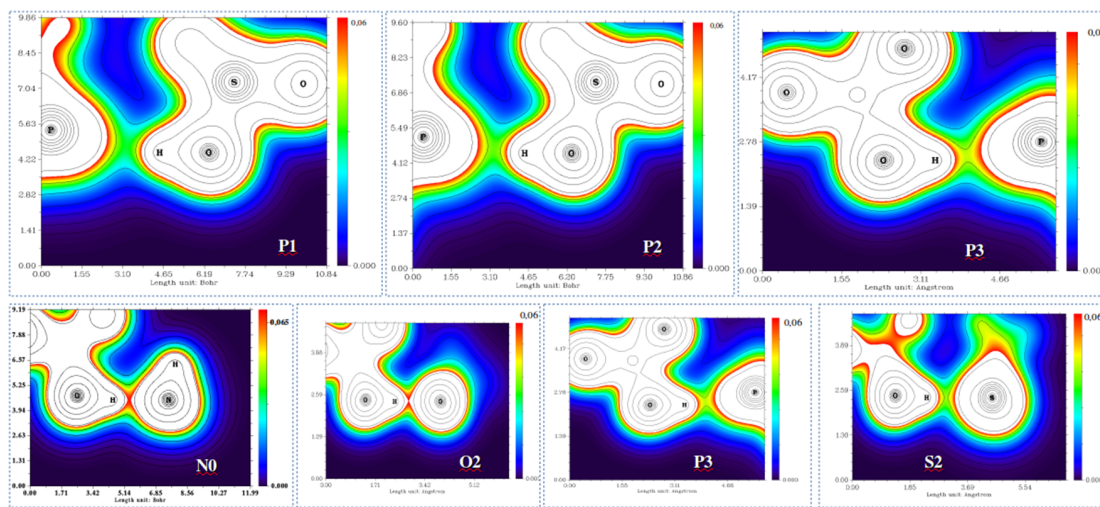 9.86
8.45
7.04
5.63
4.22
2.82
1.41
0.00
0.00 1.55 3.10 4.65 6.19 7.74 9.29 10.84
Length unit: Bohr
P
H
O
S
O
P1
0,06
0.000
9.60
8.23
6.86
5.49
4.12
2.74
1.37
0.00
0.00 1.55 3.10 4.65 6.20 7.75 9.30 10.86
Length unit: Bohr
P
H
O
S
O
P2
0,06
0.000
4.17
2.78
1.39
0.00
0.00 1.55 3.11 4.66
Length unit: Angstrom
O
O
O
H
P
P3
0.000
9.19
7.88
6.57
5.25
3.94
2.63
1.31
0.00
0.00 1.71 3.42 5.14 6.85 8.56 10.27 11.99
Length unit: Bohr
O
H
N
H
N0
0,065
0.000
3.88
2.59
1.29
0.00
0.00 1.71 3.42 5.12
Length unit: Angstrom
H
O2
0,06
0.000
4.17
2.78
1.39
0.00
0.00 1.55 3.11 4.66
Length unit: Angstrom
O
O
O
H
P
P3
0,06
0.000
3.89
2.59
1.30
0.00
0.00 1.85 3.69 5.54
Length unit: Angstrom
O
H
S
S2
0,06
0.000